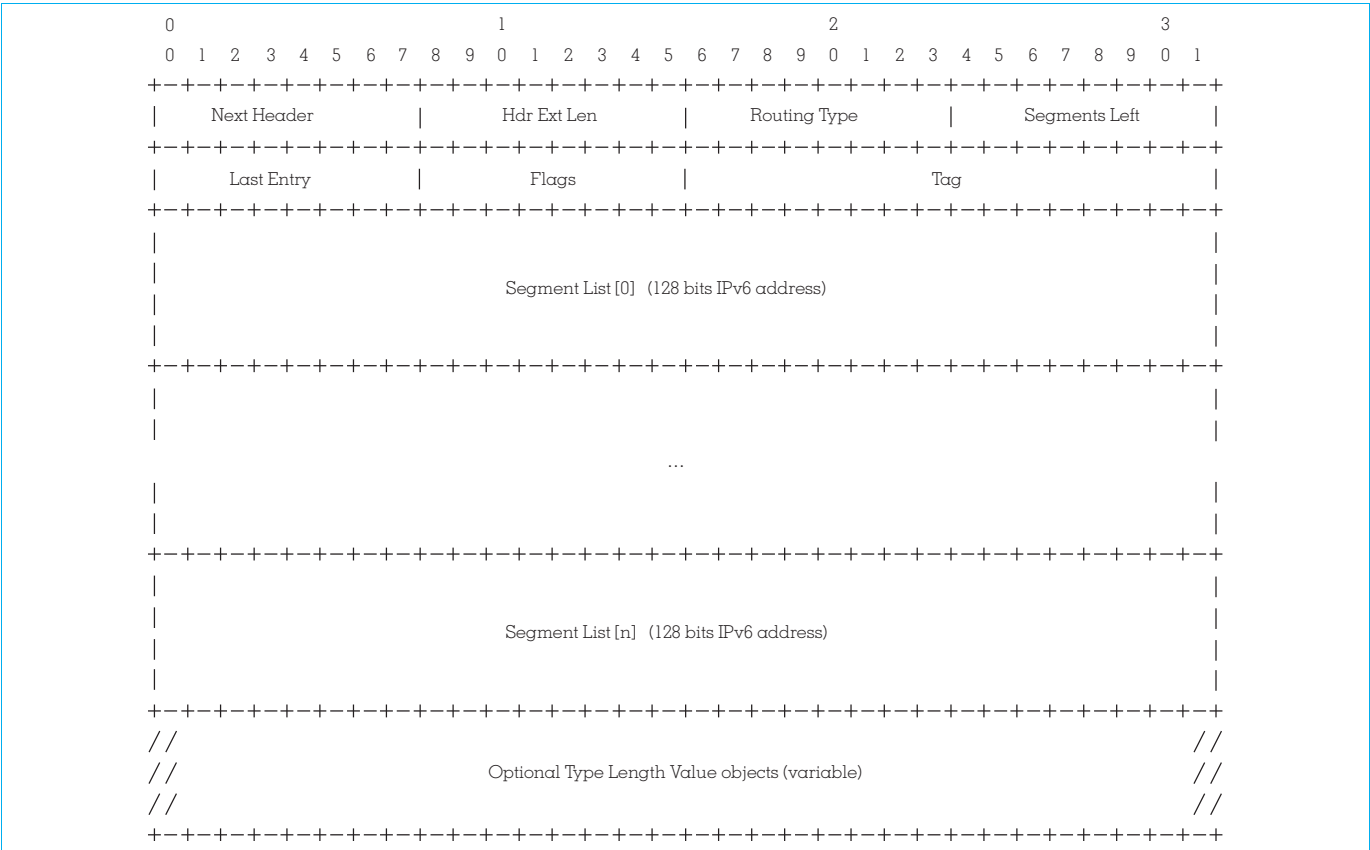 0 1 2 3
0 1 2 3 4 5 6 7 8 9 0 1 2 3 4 5 6 7 8 9 0 1 2 3 4 5 6 7 8 9 0 1
+-+-+-+-+-+-+-+-+-+-+-+-+-+-+-+-+-+-+-+-+-+-+-+-+-+-+-+-+-+-+-+-+
| Next Header | Hdr Ext Len | Routing Type | Segments Left |
+-+-+-+-+-+-+-+-+-+-+-+-+-+-+-+-+-+-+-+-+-+-+-+-+-+-+-+-+-+-+-+-+
| Last Entry | Flags | Tag |
+-+-+-+-+-+-+-+-+-+-+-+-+-+-+-+-+-+-+-+-+-+-+-+-+-+-+-+-+-+-+-+-+
| |
| Segment List [0] (128 bits IPv6 address) |
| |
| |
+-+-+-+-+-+-+-+-+-+-+-+-+-+-+-+-+-+-+-+-+-+-+-+-+-+-+-+-+-+-+-+-+
| |
| |
...
| |
| |
+-+-+-+-+-+-+-+-+-+-+-+-+-+-+-+-+-+-+-+-+-+-+-+-+-+-+-+-+-+-+-+-+
| |
| Segment List [n] (128 bits IPv6 address) |
| |
| |
+-+-+-+-+-+-+-+-+-+-+-+-+-+-+-+-+-+-+-+-+-+-+-+-+-+-+-+-+-+-+-+-+
// //
// Optional Type Length Value objects (variable) //
// //
+-+-+-+-+-+-+-+-+-+-+-+-+-+-+-+-+-+-+-+-+-+-+-+-+-+-+-+-+-+-+-+-+